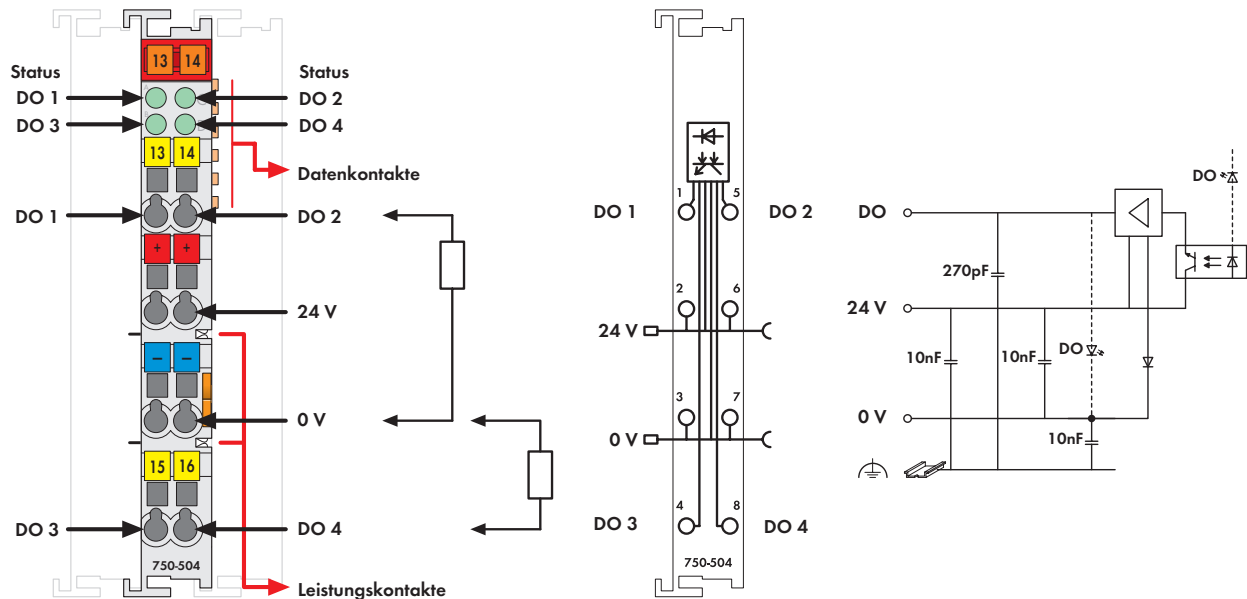 13 14
Status
Status
A C
DO 1
DO 2
DO 3
DO 4
13 14
Datenkontakte
DO 1
DO 2
+ +
24 V
– –
0 V
15 16
DO 3
DO 4
750-504
Leistungskontakte
1 5
DO 1
DO 2
2 6
24 V
3 7
0 V
4 8
DO 3
DO 4
750-504
DO
DO
270pF
24 V
10nF
10nF
DO
0 V
10nF